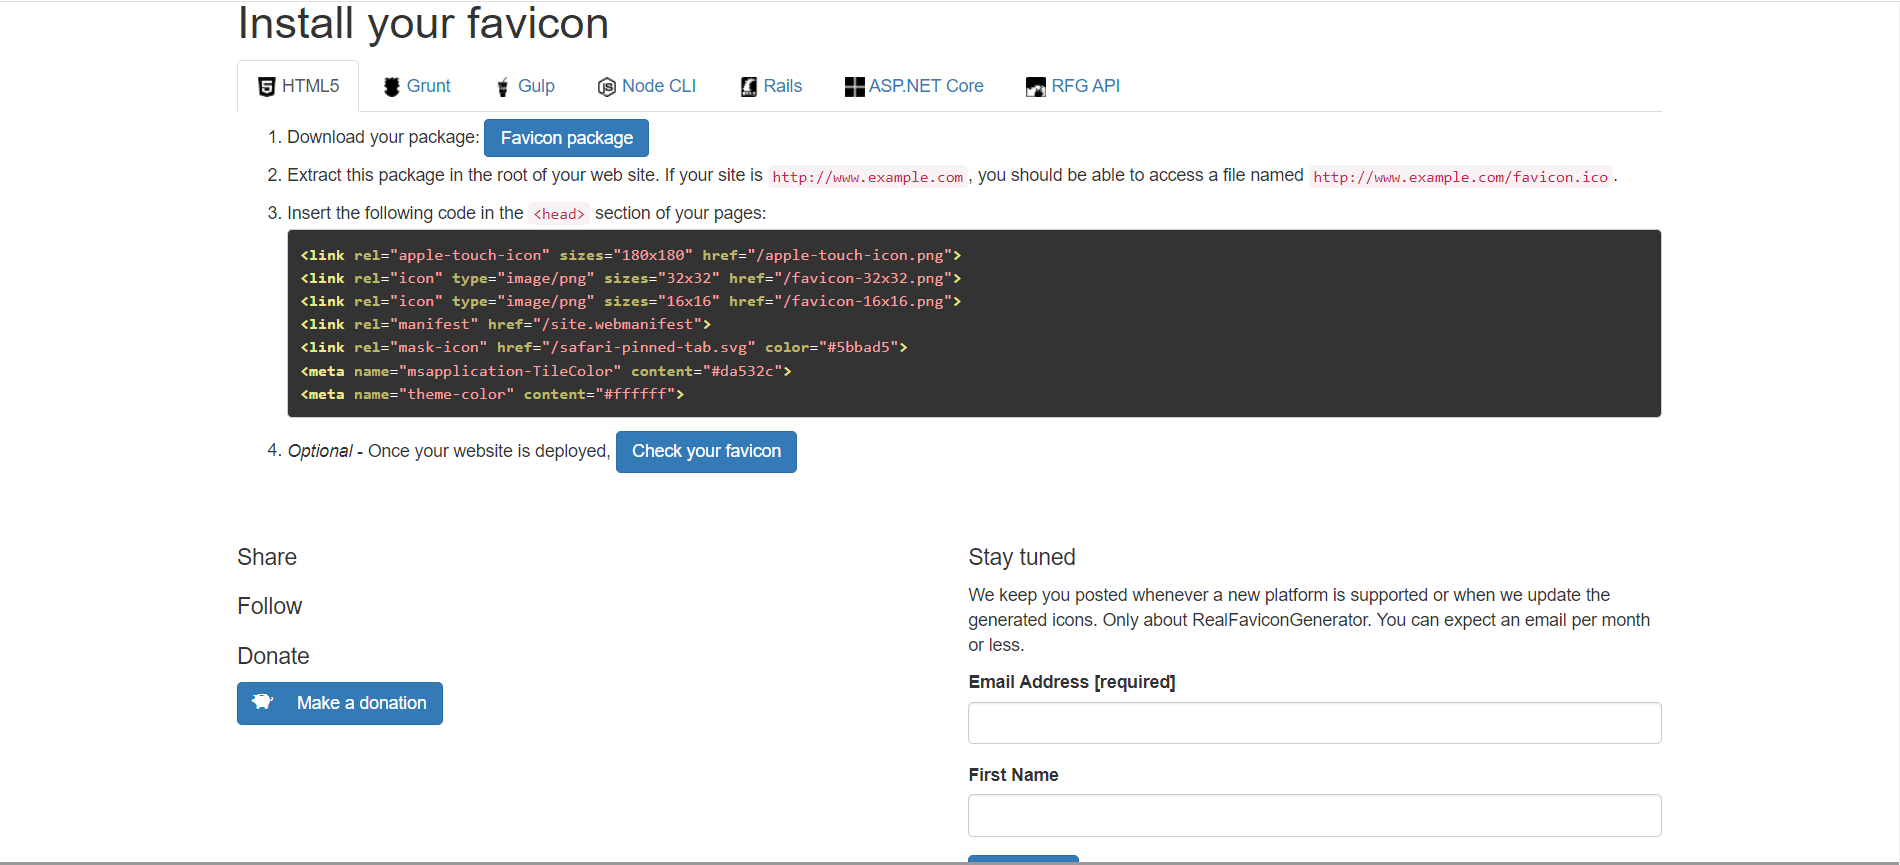 Install your favicon
HTML5 Grunt Gulp Node CLI Rails ASP.NET Core RFG API
1. Download your package: Favicon package
2. Extract this package in the root of your web site. If your site is http://www.example.com, you should be able to access a file named http://www.example.com/favicon.ico.
3. Insert the following code in the <head> section of your pages:
<link rel="apple-touch-icon" sizes="180x180" href="/apple-touch-icon.png">
<link rel="icon" type="image/png" sizes="32x32" href="/favicon-32x32.png">
<link rel="icon" type="image/png" sizes="16x16" href="/favicon-16x16.png">
<link rel="manifest" href="/site.webmanifest">
<link rel="mask-icon" href="/safari-pinned-tab.svg" color="#5bbad5">
<meta name="msapplication-TileColor" content="#da532c">
<meta name="theme-color" content="#ffffff">
4. Optional - Once your website is deployed, Check your favicon
Share
Follow
Donate
Make a donation
Stay tuned
We keep you posted whenever a new platform is supported or when we update the
generated icons. Only about RealFaviconGenerator. You can expect an email per month
or less.
Email Address [required]
First Name